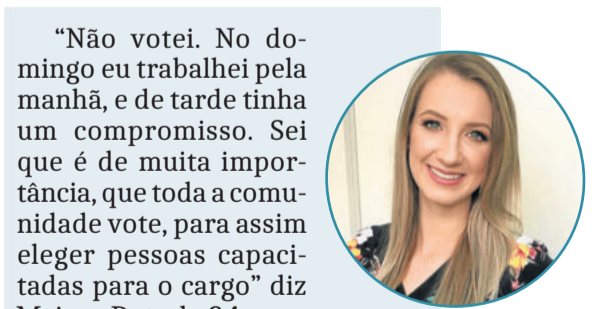 “Não votei. No do-
mingo eu trabalhei pela
manhã, e de tarde tinha
um compromisso. Sei
que é de muita impor-
tância, que toda a comu-
nidade vote, para assim
eleger pessoas capaci-
tadas para o cargo” diz